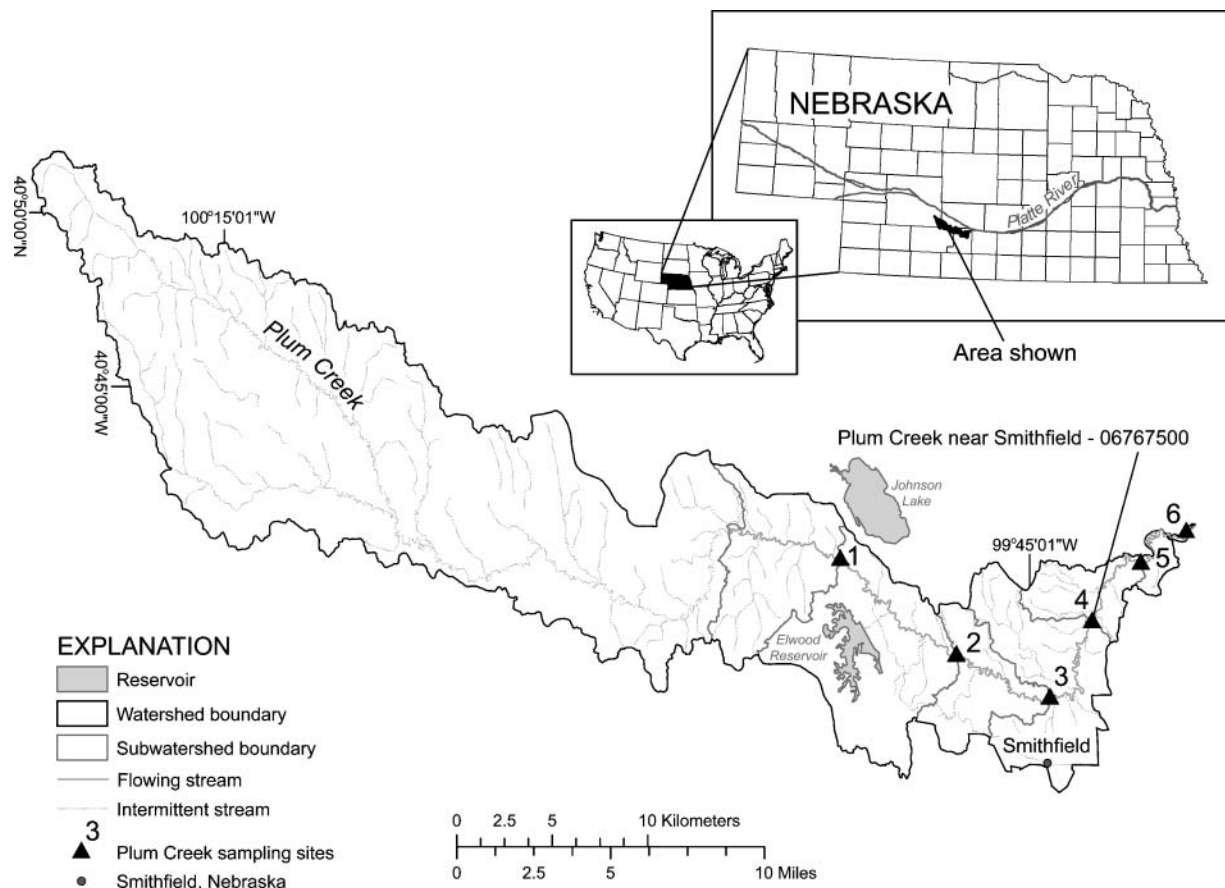 NEBRASKA
Platte River
Area shown
40°50'00"N
100°15'01"W
Plum Creek
40°45'00"W
Plum Creek near Smithfield - 06767500
Johnson
Lake
99°45'01"W
6
5
4
1
2
3
Elwood
Reservoir
Smithfield
EXPLANATION
Reservoir
Watershed boundary
Subwatershed boundary
Flowing stream
Intermittent stream
3
Plum Creek sampling sites
Smithfield, Nebraska
0 2.5 5 10 Kilometers
0 2.5 5 10 Miles